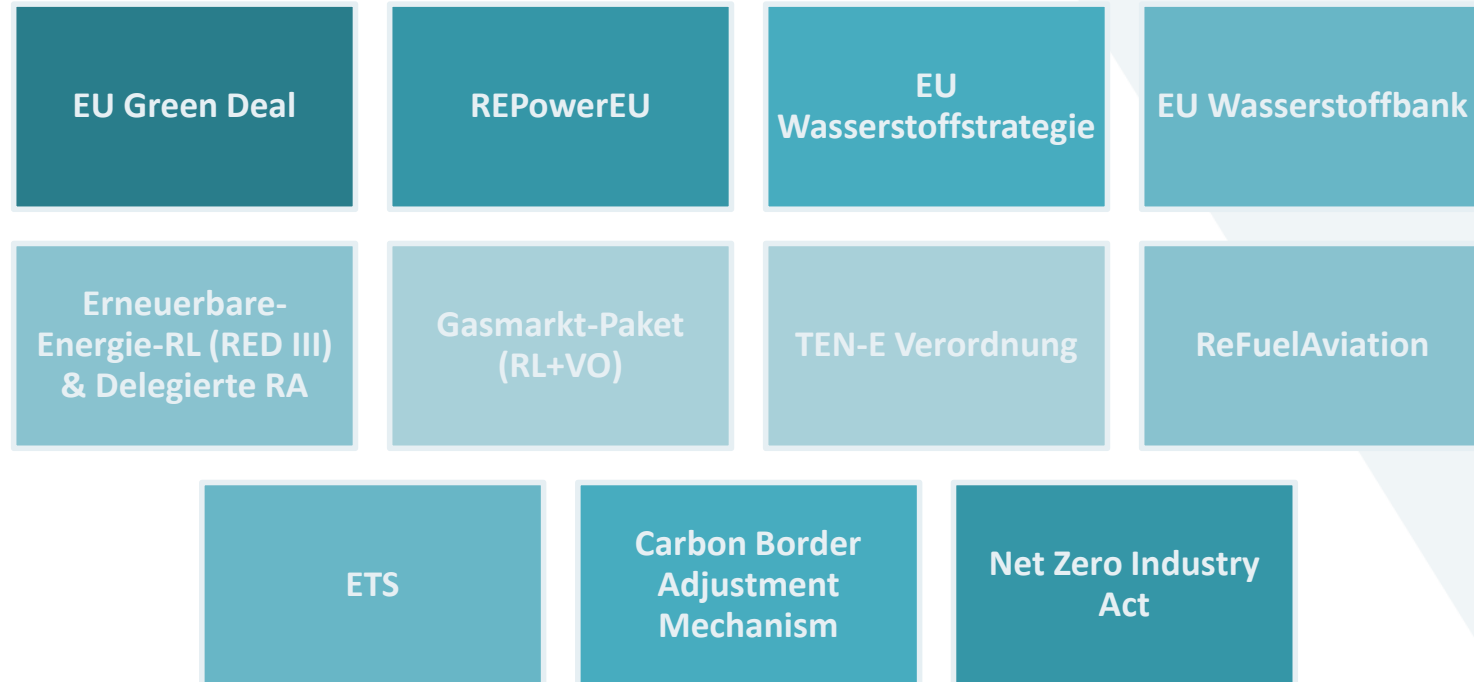 EU Green Deal
REPowerEU
EU
Wasserstoffstrategie
EU Wasserstoffbank
Erneuerbare-
Energie-RL (RED III)
& Delegierte RA
Gasmarkt-Paket
(RL+VO)
TEN-E Verordnung
ReFuelAviation
ETS
Carbon Border
Adjustment
Mechanism
Net Zero Industry
Act